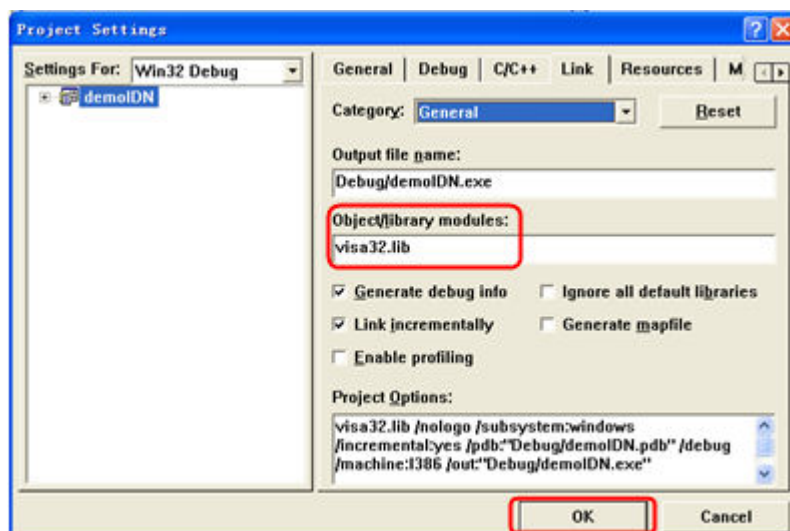 Project Settings
Settings For: Win32 Debug
demoIDN
General Debug C/C++ Link Resources M
Category: General Reset
Output file name:
Debug/demoIDN.exe
Object/library modules:
visa32.lib
Generate debug info Ignore all default libraries
Link incrementally Generate mapfile
Enable profiling
Project Options:
visa32.lib /nologo /subsystem:windows
/incremental:yes /pdb:"Debug/demoIDN.pdb" /debug
/machine:I386 /out:"Debug/demoIDN.exe"
OK Cancel